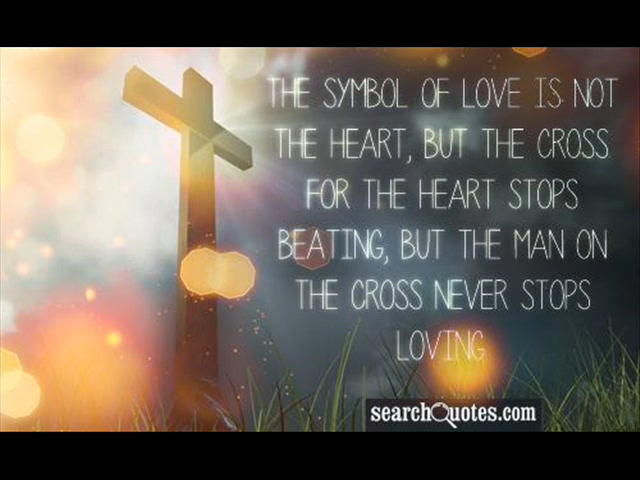 THE SYMBOL OF LOVE IS NOT
THE HEART, BUT THE CROSS
FOR THE HEART STOPS
BEATING, BUT THE MAN ON
THE CROSS NEVER STOPS
LOVING
searchQuotes.com